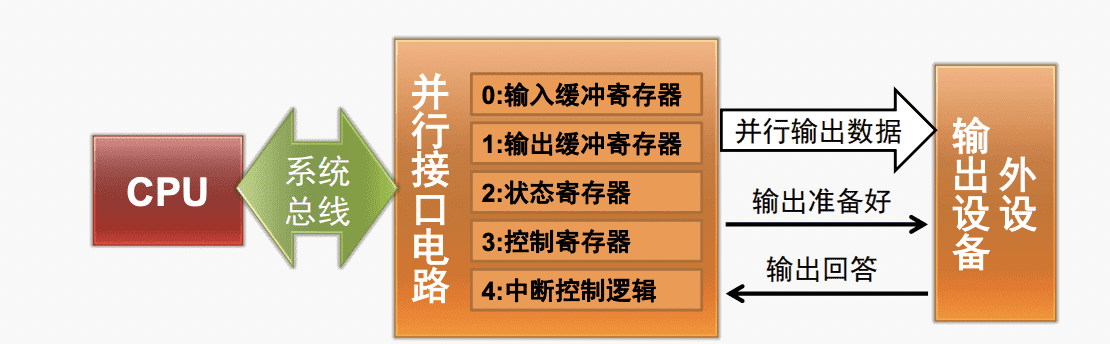 CPU
系统
总线
并行接口电路
0:输入缓冲寄存器
1:输出缓冲寄存器
2:状态寄存器
3:控制寄存器
4:中断控制逻辑
并行输出数据
输出准备好
输出回答
输出设备
外设